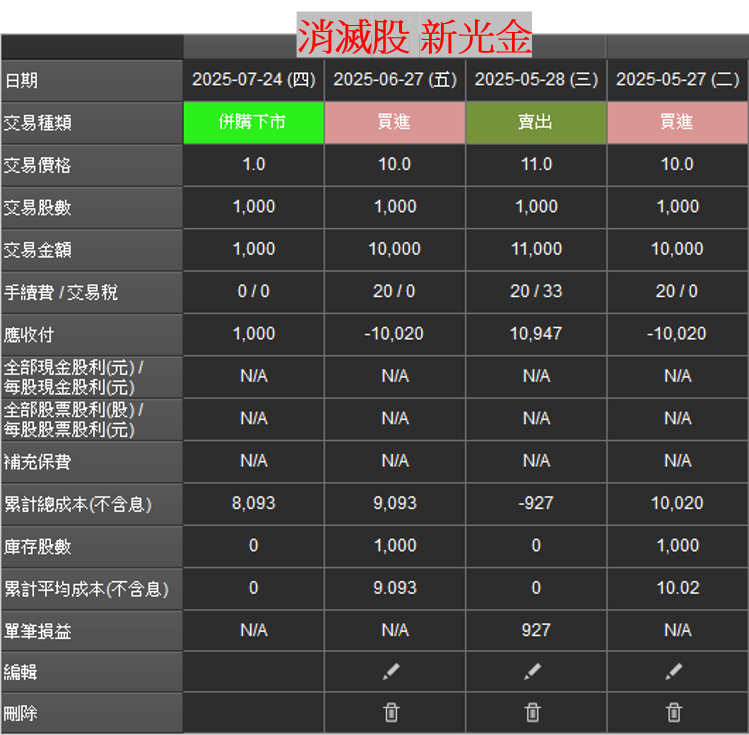 消滅股 新光金
日期 2025-07-24 (四) 2025-06-27 (五) 2025-05-28 (三) 2025-05-27 (二)
交易種類 併購下市 買進 賣出 買進
交易價格 1.0 10.0 11.0 10.0
交易股數 1,000 1,000 1,000 1,000
交易金額 1,000 10,000 11,000 10,000
手續費 / 交易稅 0 / 0 20 / 0 20 / 33 20 / 0
應收付 1,000 -10,020 10,947 -10,020
全部現金股利(元) /
每股現金股利(元) N/A N/A N/A N/A
全部股票股利(股) /
每股股票股利(元) N/A N/A N/A N/A
補充保費 N/A N/A N/A N/A
累計總成本(不含息) 8,093 9,093 -927 10,020
庫存股數 0 1,000 0 1,000
累計平均成本(不含息) 0 9.093 0 10.02
單筆損益 N/A N/A 927 N/A
編輯
刪除